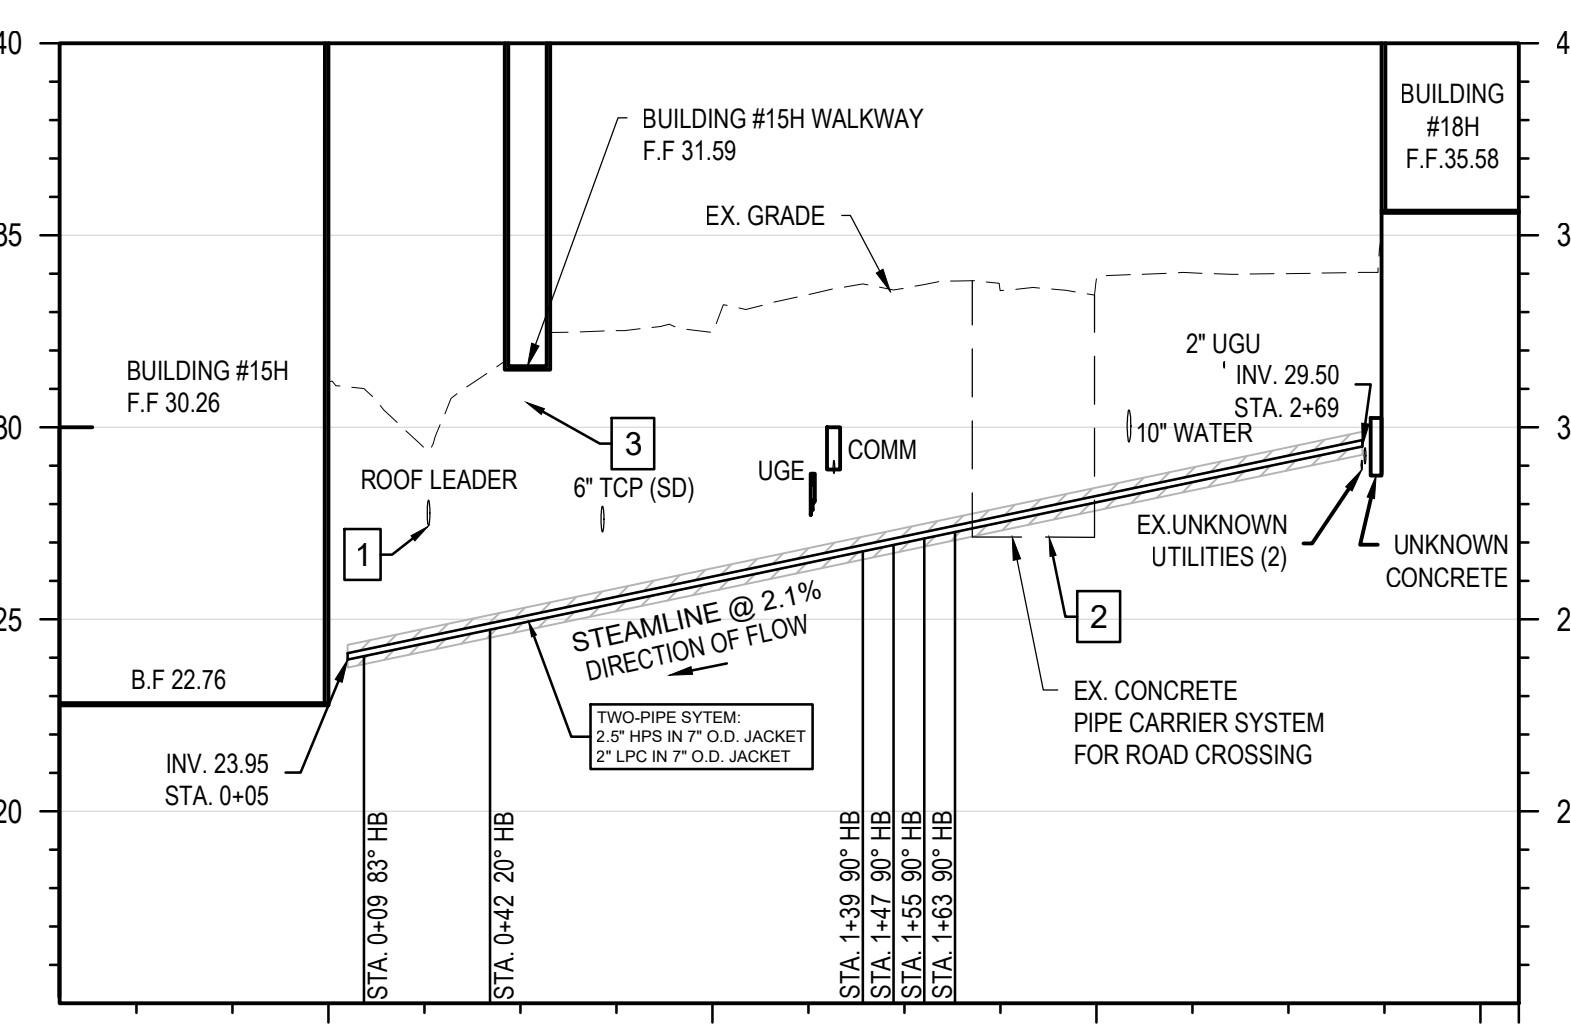 40
4
BUILDING
#18H
F.F.35.58
BUILDING #15H WALKWAY
F.F 31.59
EX. GRADE
35
3
2" UGU
INV. 29.50
STA. 2+69
BUILDING #15H
F.F 30.26
30
3
3
10" WATER
COMM
UGE
ROOF LEADER
6" TCP (SD)
1
EX.UNKNOWN
UTILITIES (2)
UNKNOWN
CONCRETE
25
2
2
STEAMLINE @ 2.1%
DIRECTION OF FLOW
B.F 22.76
EX. CONCRETE
PIPE CARRIER SYSTEM
FOR ROAD CROSSING
TWO-PIPE SYTEM:
2.5" HPS IN 7" O.D. JACKET
2" LPC IN 7" O.D. JACKET
INV. 23.95
STA. 0+05
20
2
STA. 0+09 83° HB
STA. 0+42 20° HB
STA. 1+39 90° HB
STA. 1+47 90° HB
STA. 1+55 90° HB
STA. 1+63 90° HB